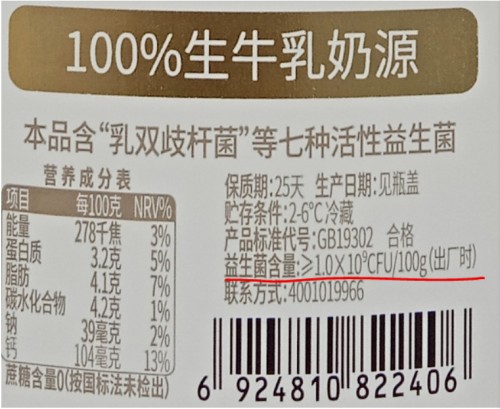 100%生牛乳奶源
本品含“乳双歧杆菌”等七种活性益生菌
营养成分表
项目 每100克 NRV%
能量 278千焦 3%
蛋白质 3.2克 5%
脂肪 4.1克 7%
碳水化合物 4.2克 1%
钠 39毫克 2%
钙 104毫克 13%
蔗糖含量0(按国标法未检出)
保质期:25天 生产日期:见瓶盖
贮存条件:2-6℃冷藏
产品标准代号:GB19302 合格
益生菌含量:≥1.0×10⁹CFU/100g(出厂时)
联系方式:4001019966
6 924810 822406